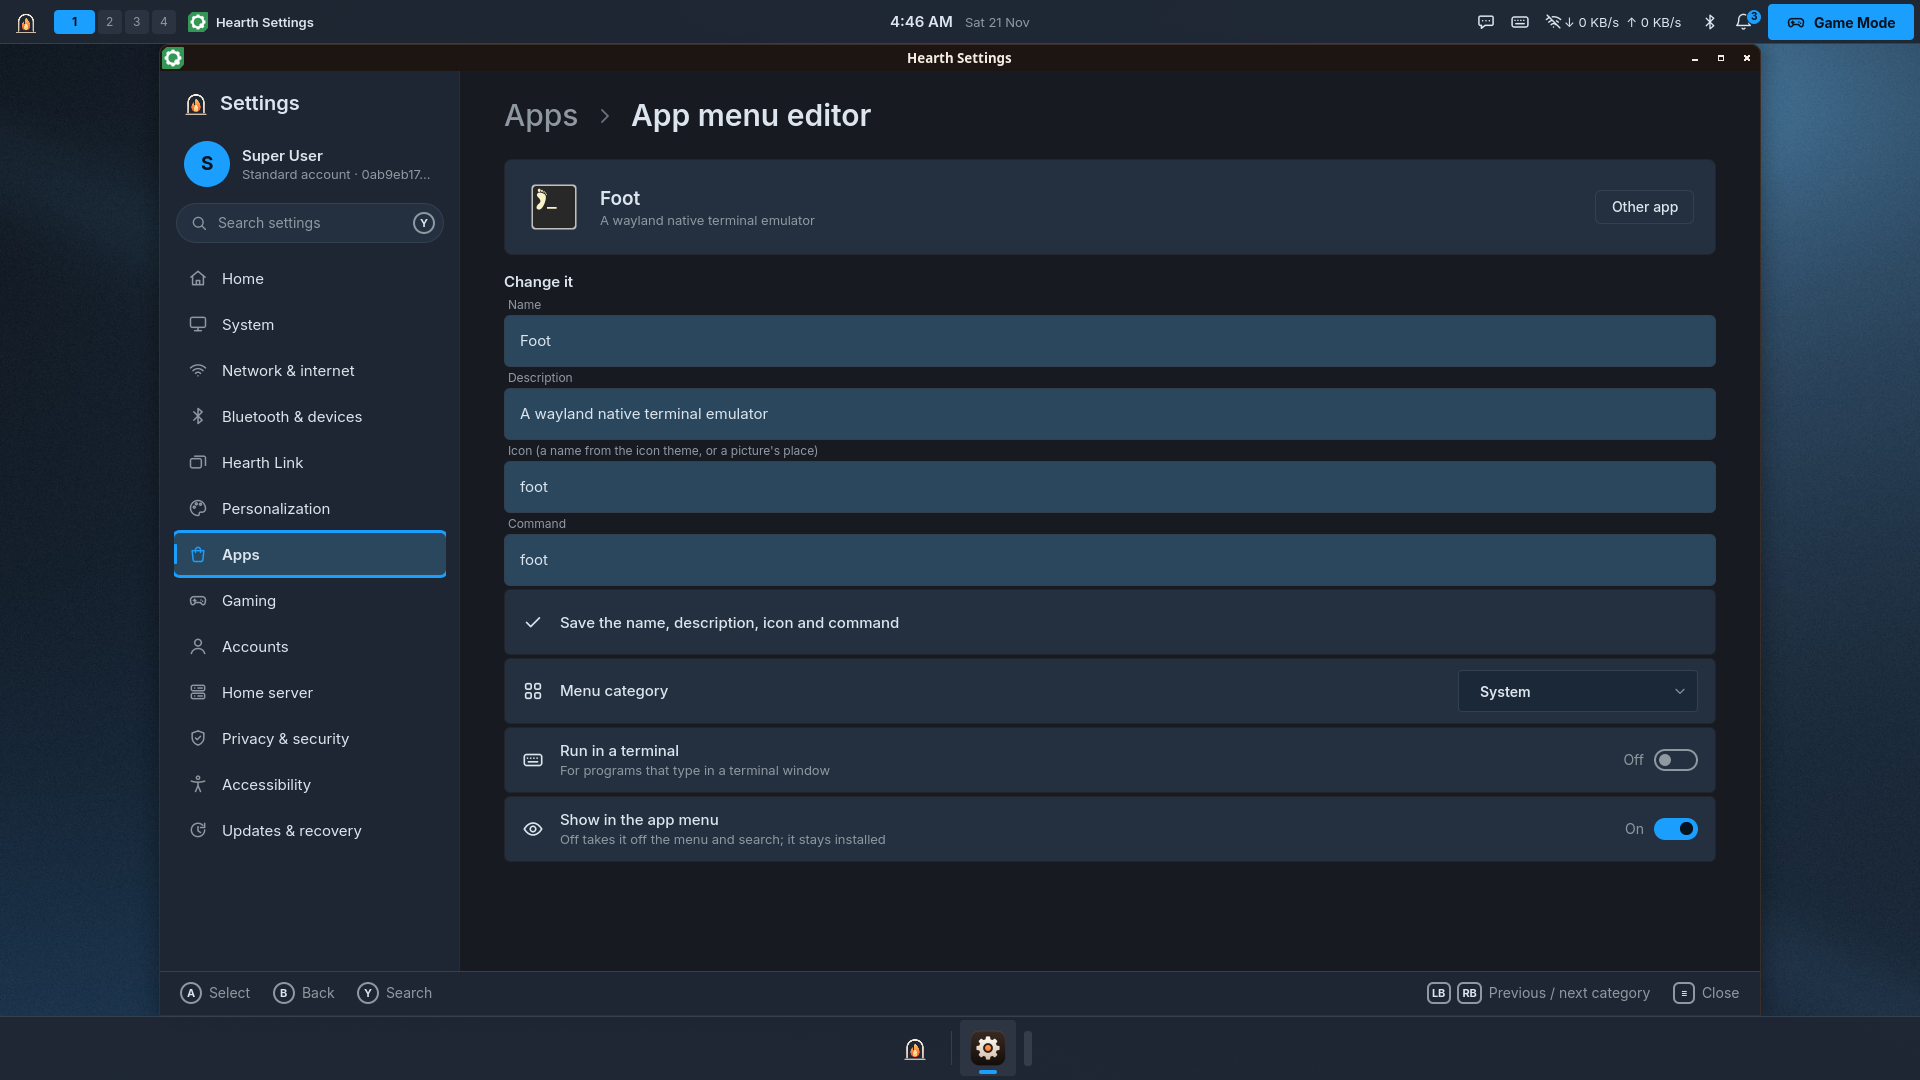 1 2 3 4 Hearth Settings
4:46 AM Sat 21 Nov
↓ 0 KB/s ↑ 0 KB/s
3
Game Mode
Hearth Settings
Settings
S
Super User
Standard account · 0ab9eb17...
Search settings Y
Home
System
Network & internet
Bluetooth & devices
Hearth Link
Personalization
Apps
Gaming
Accounts
Home server
Privacy & security
Accessibility
Updates & recovery
Apps > App menu editor
Foot
A wayland native terminal emulator
Other app
Change it
Name
Foot
Description
A wayland native terminal emulator
Icon (a name from the icon theme, or a picture's place)
foot
Command
foot
Save the name, description, icon and command
Menu category
System
Run in a terminal
For programs that type in a terminal window
Off
Show in the app menu
Off takes it off the menu and search; it stays installed
On
A Select B Back Y Search
LB RB Previous / next category ≡ Close